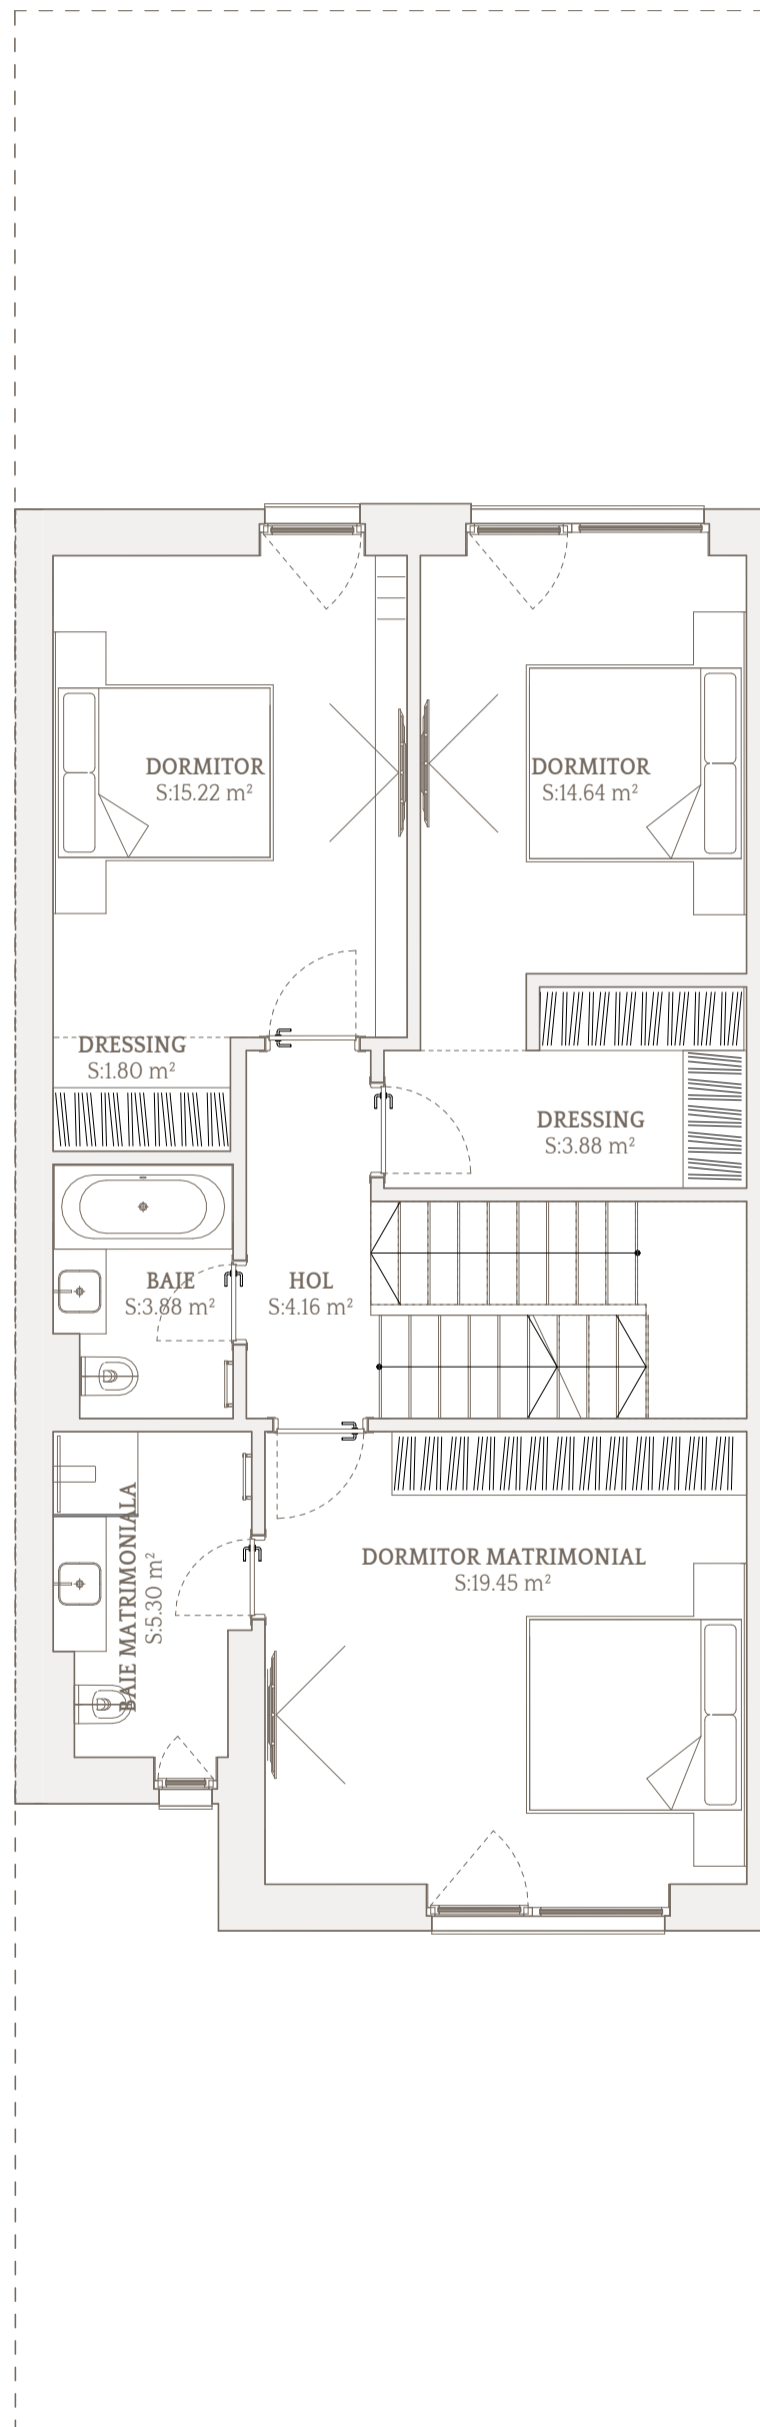 DORMITOR
S:15.22 m²
DORMITOR
S:14.64 m²
DRESSING
S:1.80 m²
DRESSING
S:3.88 m²
BAIE
S:3.88 m²
HOL
S:4.16 m²
BAIE MATRIMONIALA
S:5.30 m²
DORMITOR MATRIMONIAL
S:19.45 m²